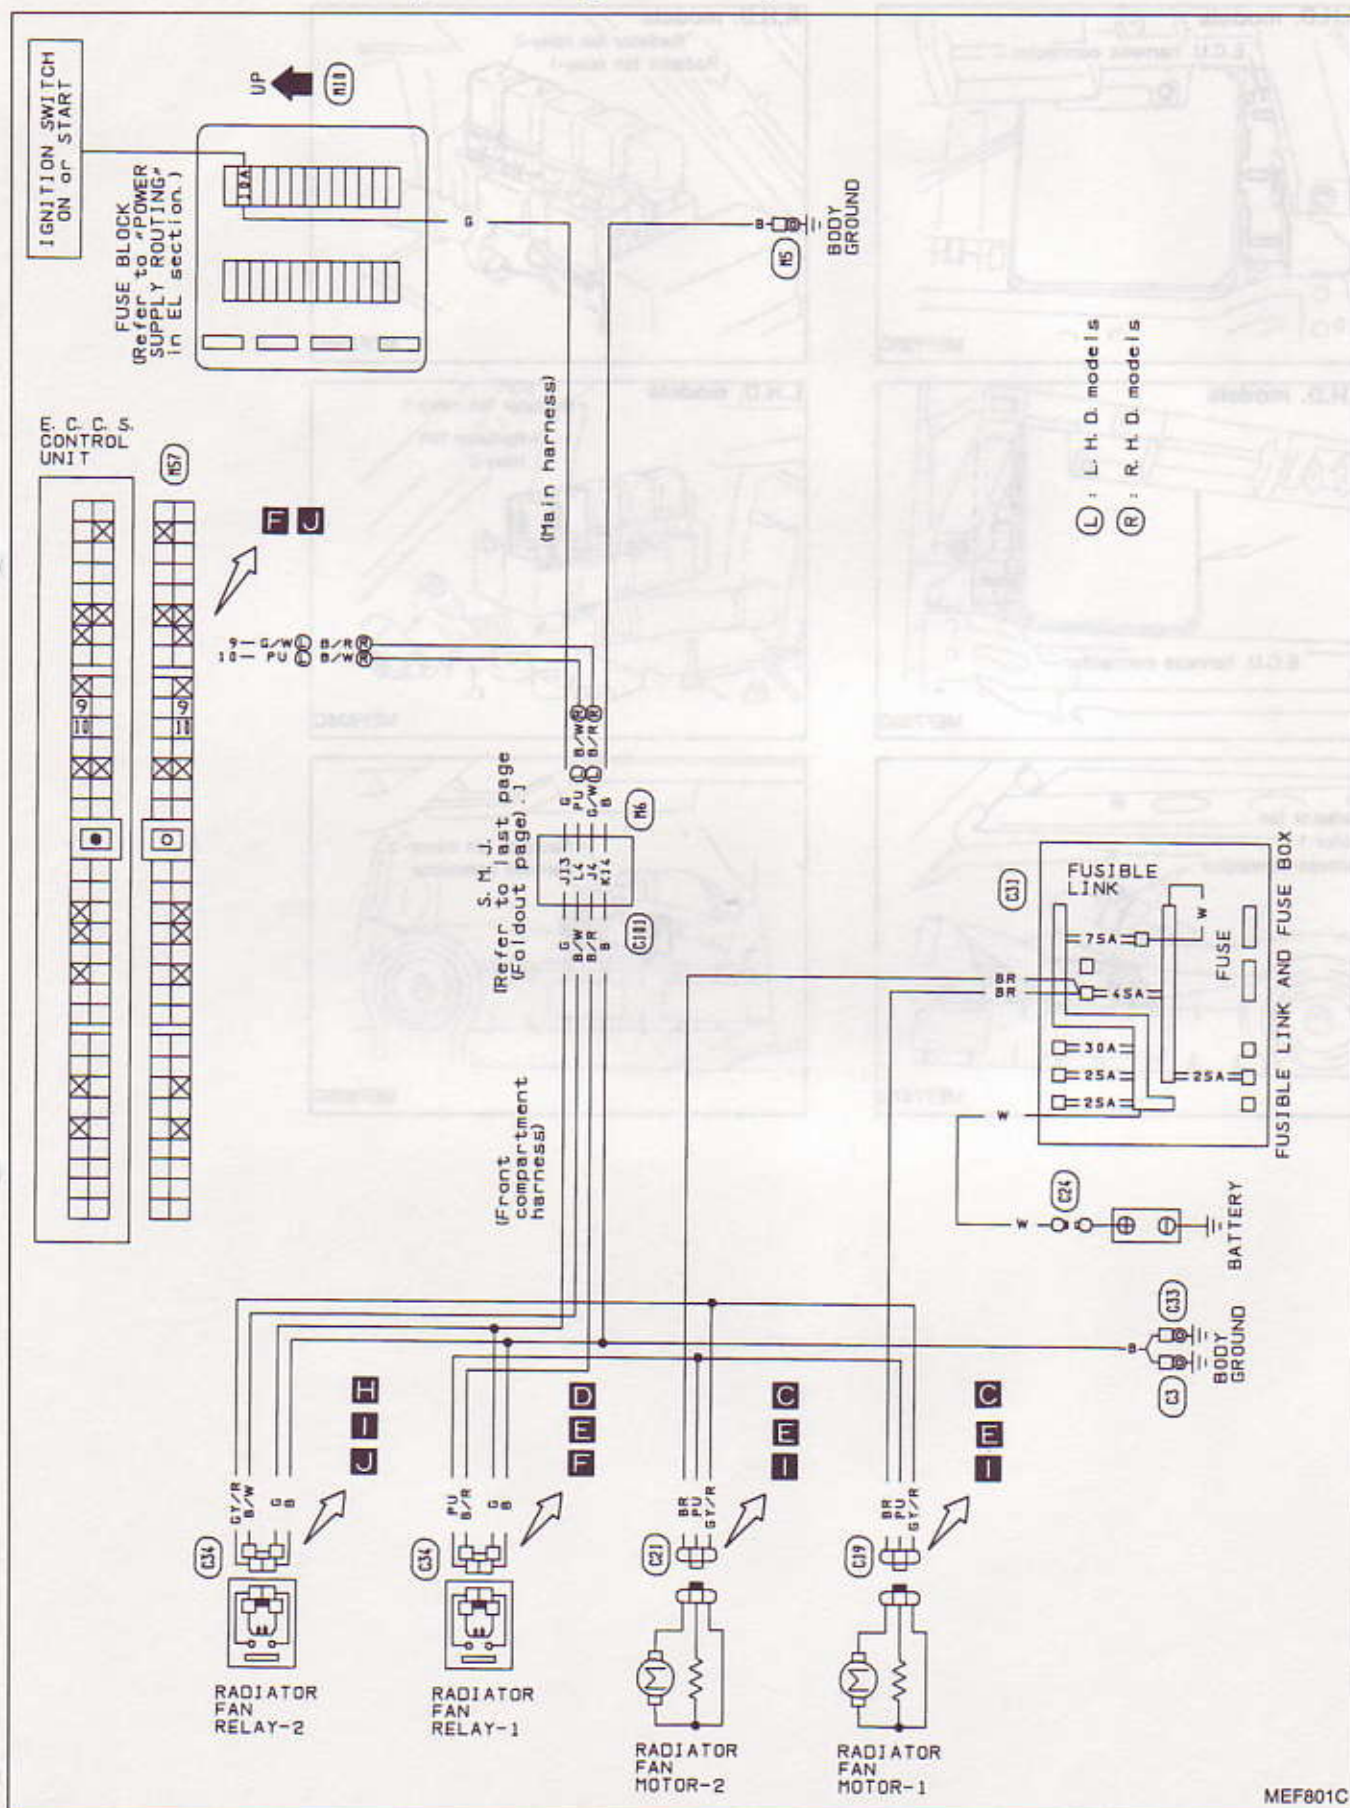 IGNITION SWITCH
ON or START
UP
M10
FUSE BLOCK
(Refer to "POWER
SUPPLY ROUTING"
in EL section.)
10A
G
B
M5
BODY
GROUND
E. C. C. S.
CONTROL
UNIT
M57
F J
9
10
9
10
9 — G/W L B/R R
10 — PU L B/W R
(Main harness)
L : L. H. D. models
R : R. H. D. models
S. M. J.
[Refer to last page
(Foldout page).]
G
PU L B/W R
G/W L B/R R
B
M6
J13
L4
J4
K14
C101
G
B/W
B/R
B
(Front
compartment
harness)
C31
FUSIBLE
LINK
75A
W
FUSE
45A
30A
25A
25A
25A
BR
BR
W
FUSIBLE LINK AND FUSE BOX
C24
W
BATTERY
C33
B
BODY
GROUND
C3
H I J
D E F
C E I
C E I
GY/R
B/W
G
B
C34
PU
B/R
G
B
C34
BR
PU
GY/R
C21
BR
PU
GY/R
C19
M
M
RADIATOR
FAN
RELAY-2
RADIATOR
FAN
RELAY-1
RADIATOR
FAN
MOTOR-2
RADIATOR
FAN
MOTOR-1
MEF801C